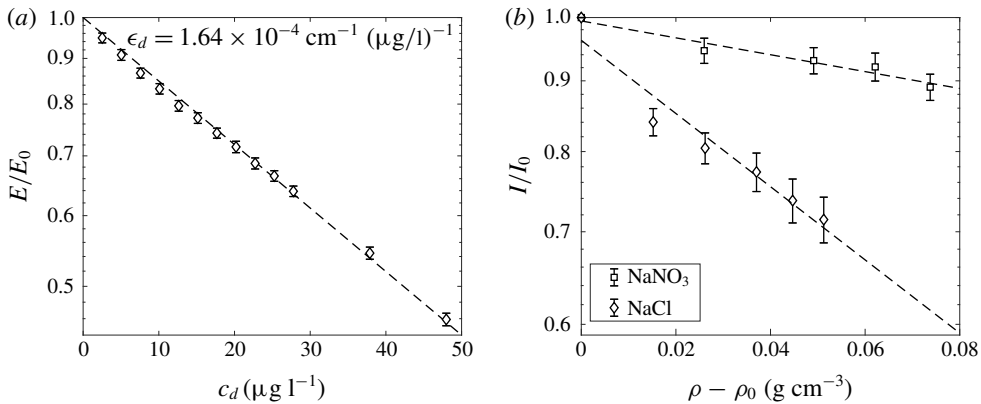 (a)
ϵ_d = 1.64 × 10⁻⁴ cm⁻¹ (μg/l)⁻¹
E/E₀
1.0
0.9
0.8
0.7
0.6
0.5
0 10 20 30 40 50
c_d (μg l⁻¹)
(b)
I/I₀
1.0
0.9
0.8
0.7
0.6
NaNO₃
NaCl
0 0.02 0.04 0.06 0.08
ρ − ρ₀ (g cm⁻³)